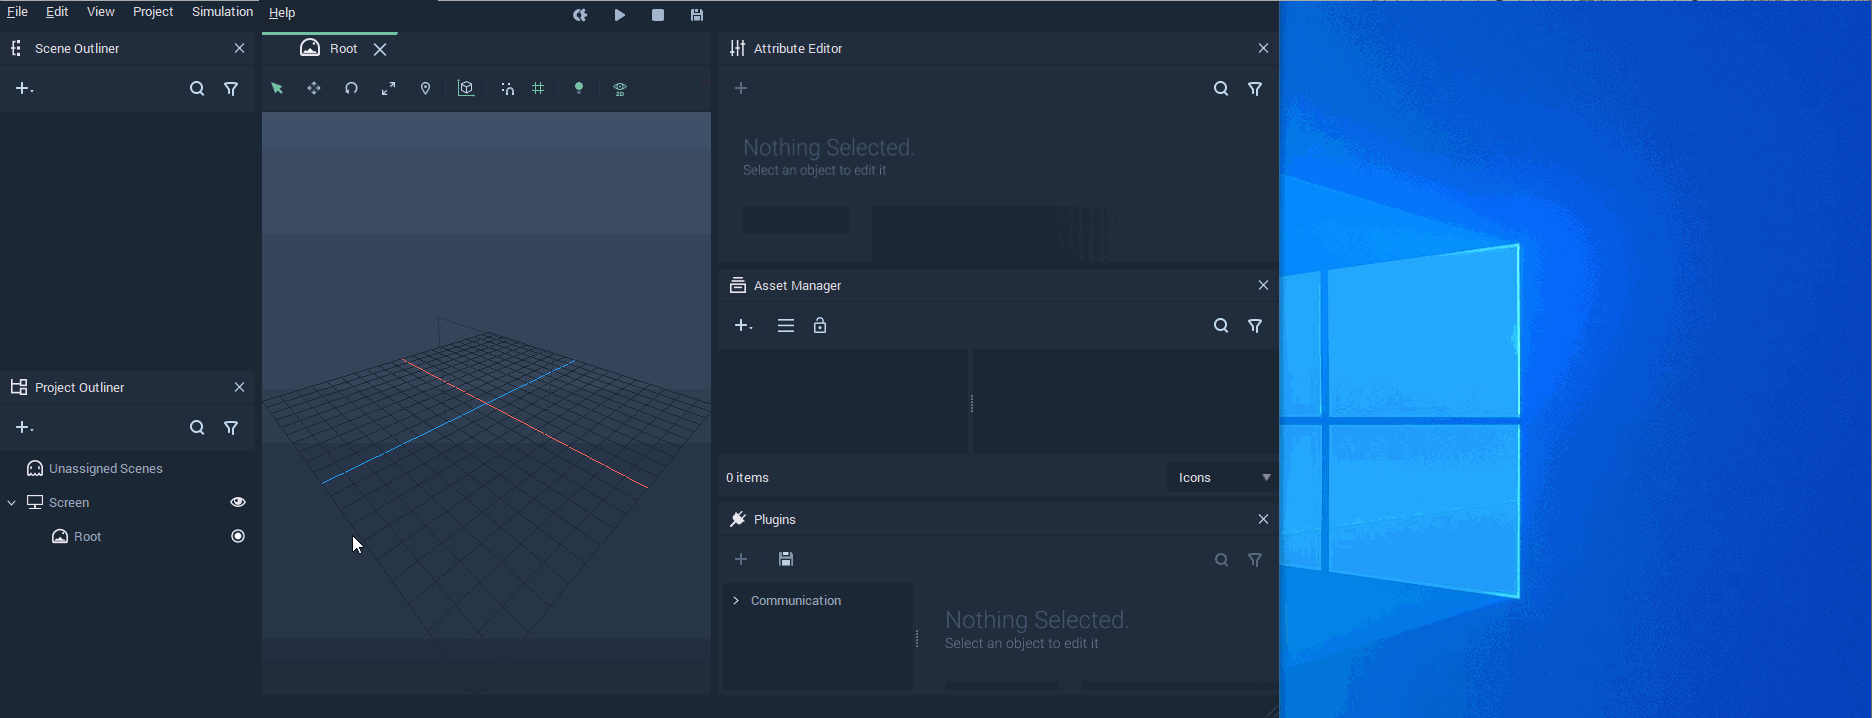 File Edit View Project Simulation Help
Scene Outliner
Root
2D
Project Outliner
Unassigned Scenes
Screen
Root
Attribute Editor
Nothing Selected.
Select an object to edit it
Asset Manager
0 items
Icons
Plugins
Communication
Nothing Selected.
Select an object to edit it